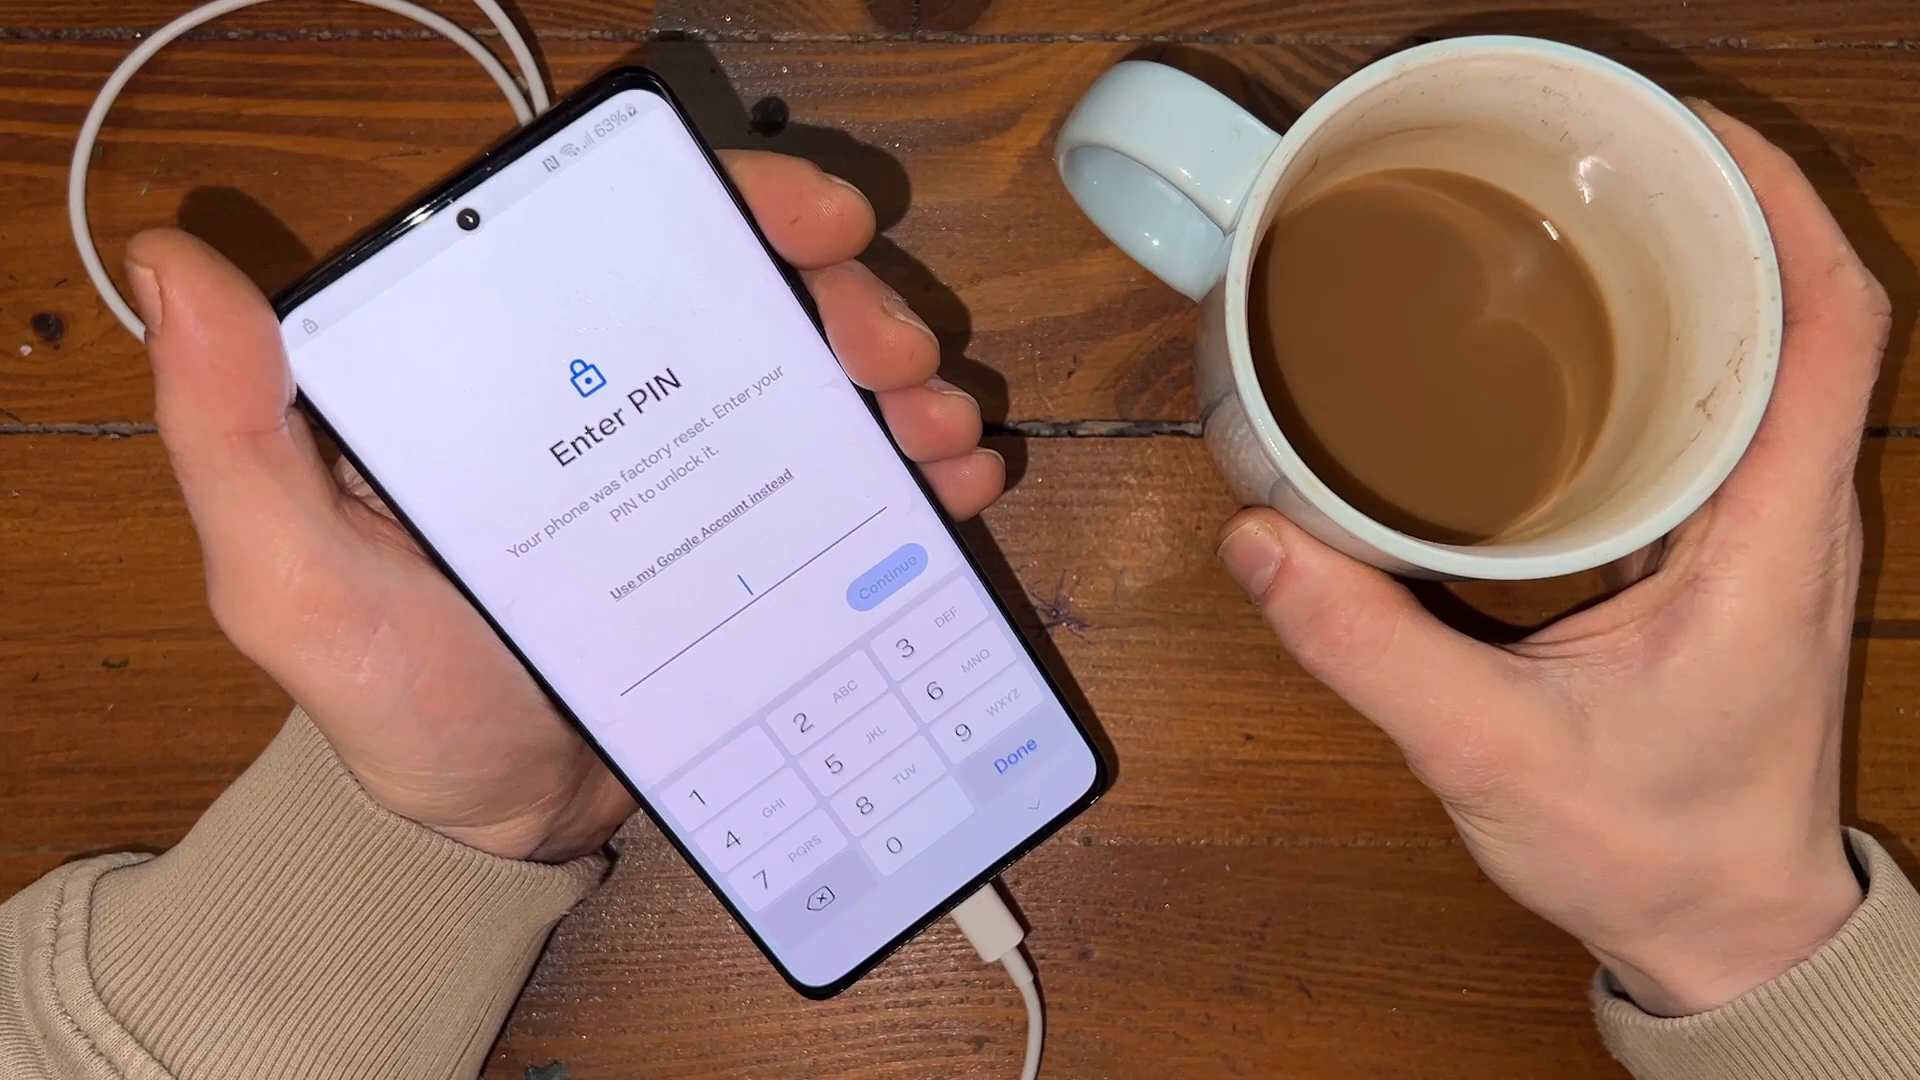 63%
Enter PIN
Your phone was factory reset. Enter your
PIN to unlock it.
Use my Google Account instead
Continue
1
2 ABC
3 DEF
4 GHI
5 JKL
6 MNO
7 PQRS
8 TUV
9 WXYZ
0
Done